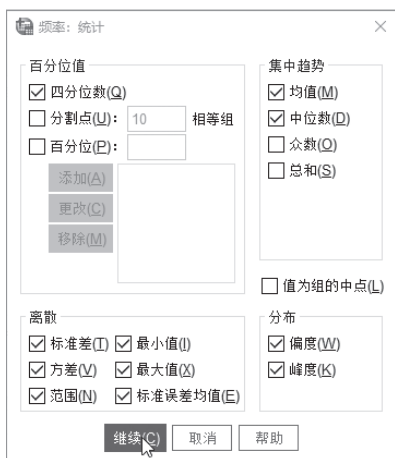 频率：统计
百分位值
四分位数(Q)
分割点(U)： 10 相等组
百分位(P)：
添加(A)
更改(C)
移除(M)
集中趋势
均值(M)
中位数(D)
众数(O)
总和(S)
值为组的中点(L)
离散
标准差(T) 最小值(I)
方差(V) 最大值(X)
范围(N) 标准误差均值(E)
分布
偏度(W)
峰度(K)
继续(C) 取消 帮助